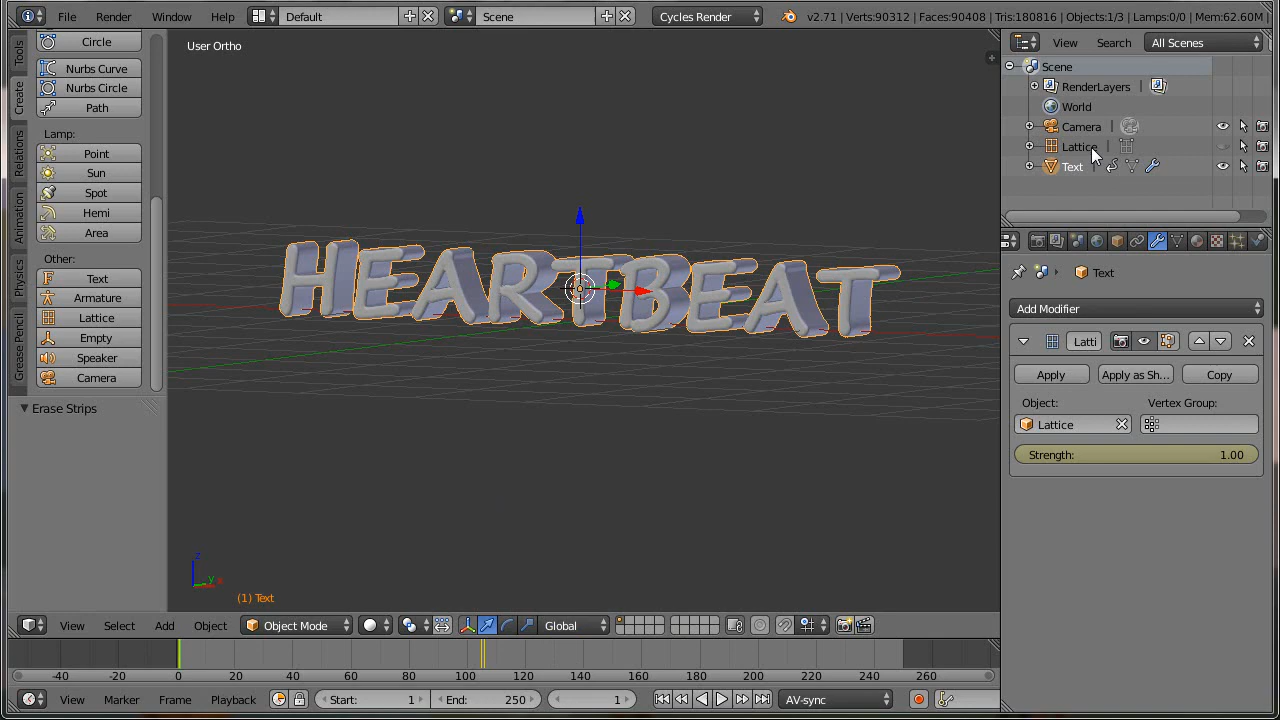 File Render Window Help Default Scene Cycles Render v2.71 | Verts:90312 | Faces:90408 | Tris:180816 | Objects:1/3 | Lamps:0/0 | Mem:62.60M |
User Ortho
View Search All Scenes
Scene
RenderLayers |
World
Camera |
Lattice |
Text |
Tools
Create
Relations
Animation
Physics
Grease Pencil
Circle
Nurbs Curve
Nurbs Circle
Path
Lamp:
Point
Sun
Spot
Hemi
Area
Other:
Text
Armature
Lattice
Empty
Speaker
Camera
Erase Strips
HEARTBEAT
z
y x
(1) Text
Text
Add Modifier
Latti
Apply Apply as Sh... Copy
Object: Vertex Group:
Lattice
Strength: 1.00
View Select Add Object Object Mode Global
-40 -20 0 20 40 60 80 100 120 140 160 180 200 220 240 260
View Marker Frame Playback Start: 1 End: 250 1 AV-sync